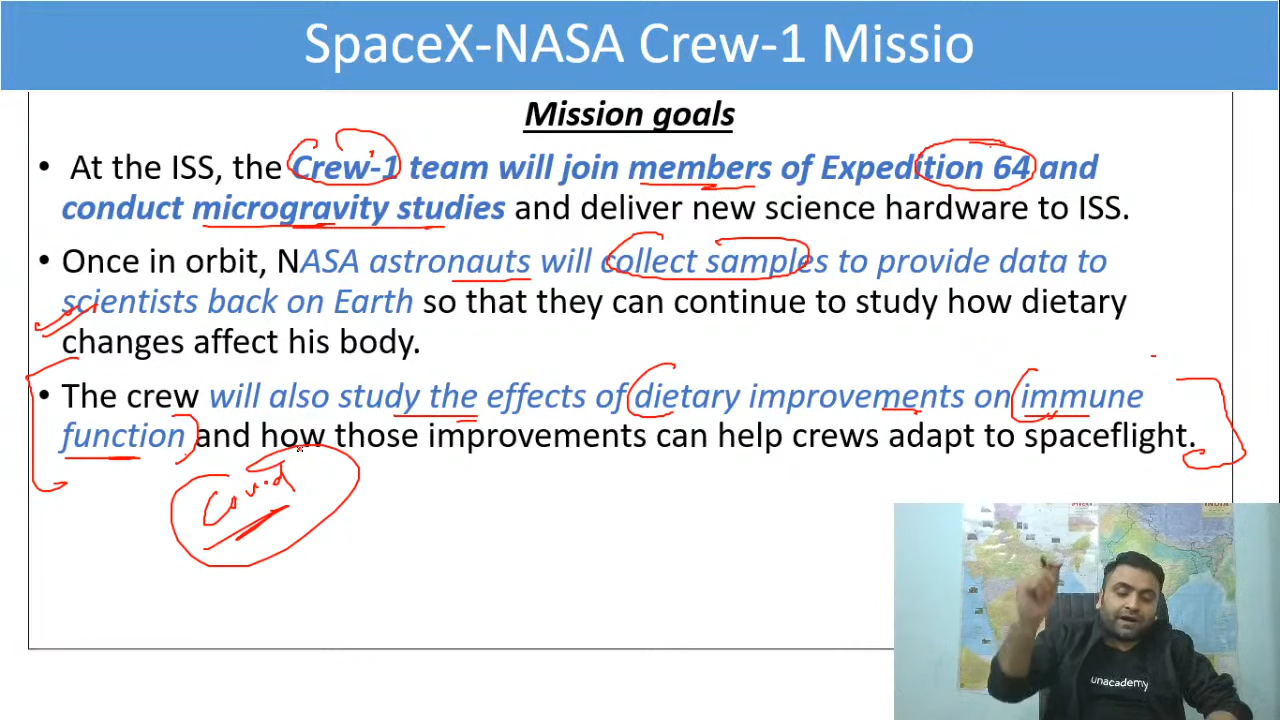 SpaceX-NASA Crew-1 Missio
Mission goals
• At the ISS, the Crew-1 team will join members of Expedition 64 and
conduct microgravity studies and deliver new science hardware to ISS.
• Once in orbit, NASA astronauts will collect samples to provide data to
scientists back on Earth so that they can continue to study how dietary
changes affect his body.
• The crew will also study the effects of dietary improvements on immune
function and how those improvements can help crews adapt to spaceflight.
Covid
INDIA
unacademy